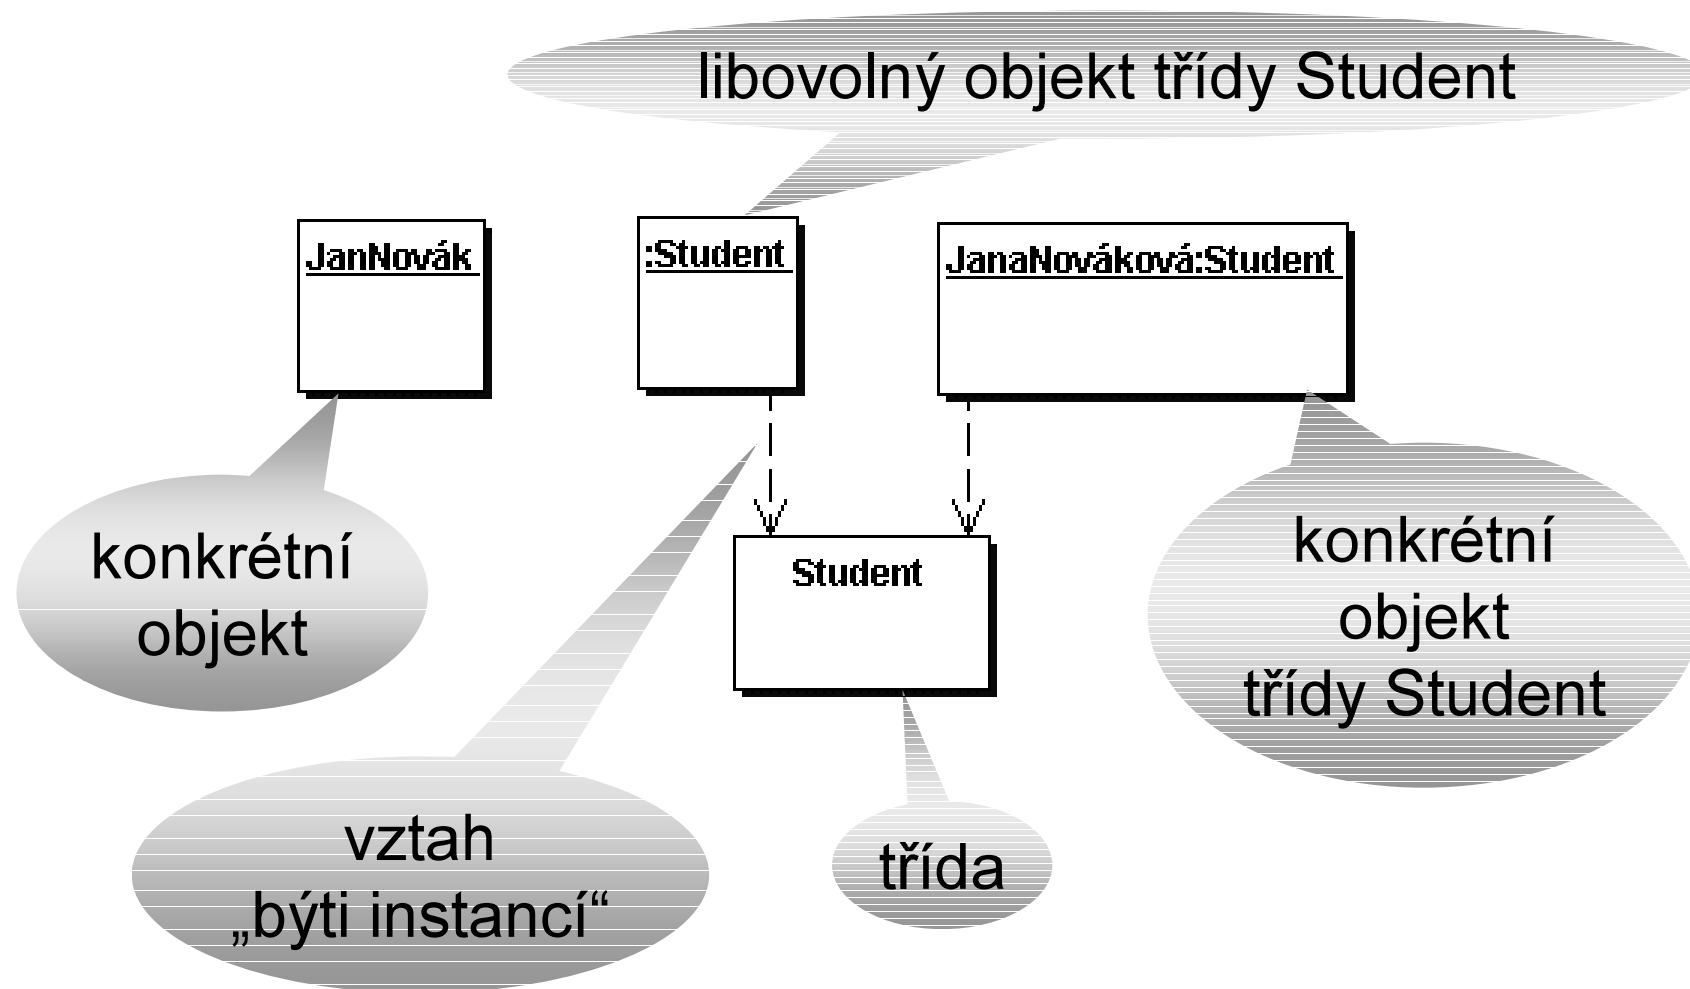 libovolný objekt třídy Student
JanNovák
:Student
JanaNováková:Student
konkrétní
objekt
Student
konkrétní
objekt
třídy Student
vztah
„býti instancí“
třída